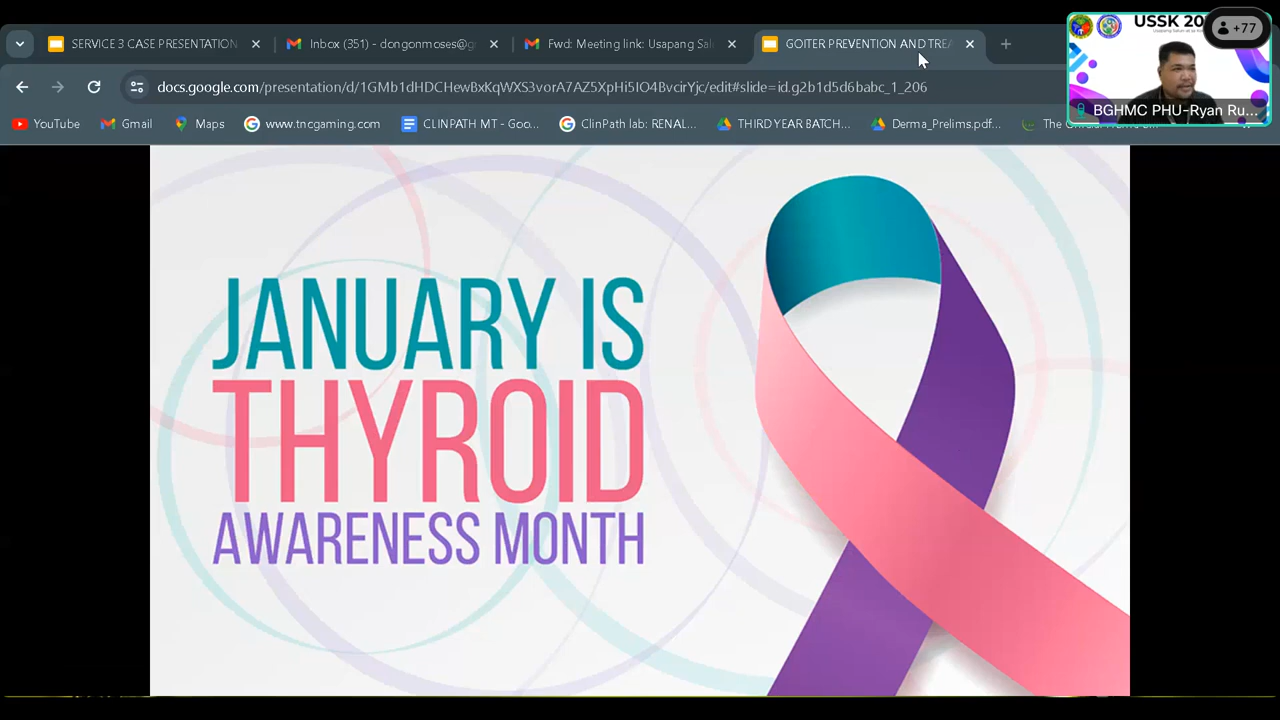 SERVICE 3 CASE PRESENTATION
Inbox (351) - dongonmoses@g
Fwd: Meeting link: Usapang Sal
GOITER PREVENTION AND TREA
USSK 20
+77
docs.google.com/presentation/d/
/edit#slide=id.g2b1d5d6babc_1_206
BGHMC PHU-Ryan Ru...
YouTube
Gmail
Maps
www.tncgaming.com
CLINPATH MT - Goo...
ClinPath lab: RENAL...
THIRD YEAR BATCH...
Derma_Prelims.pdf...
JANUARY IS
THYROID
AWARENESS MONTH